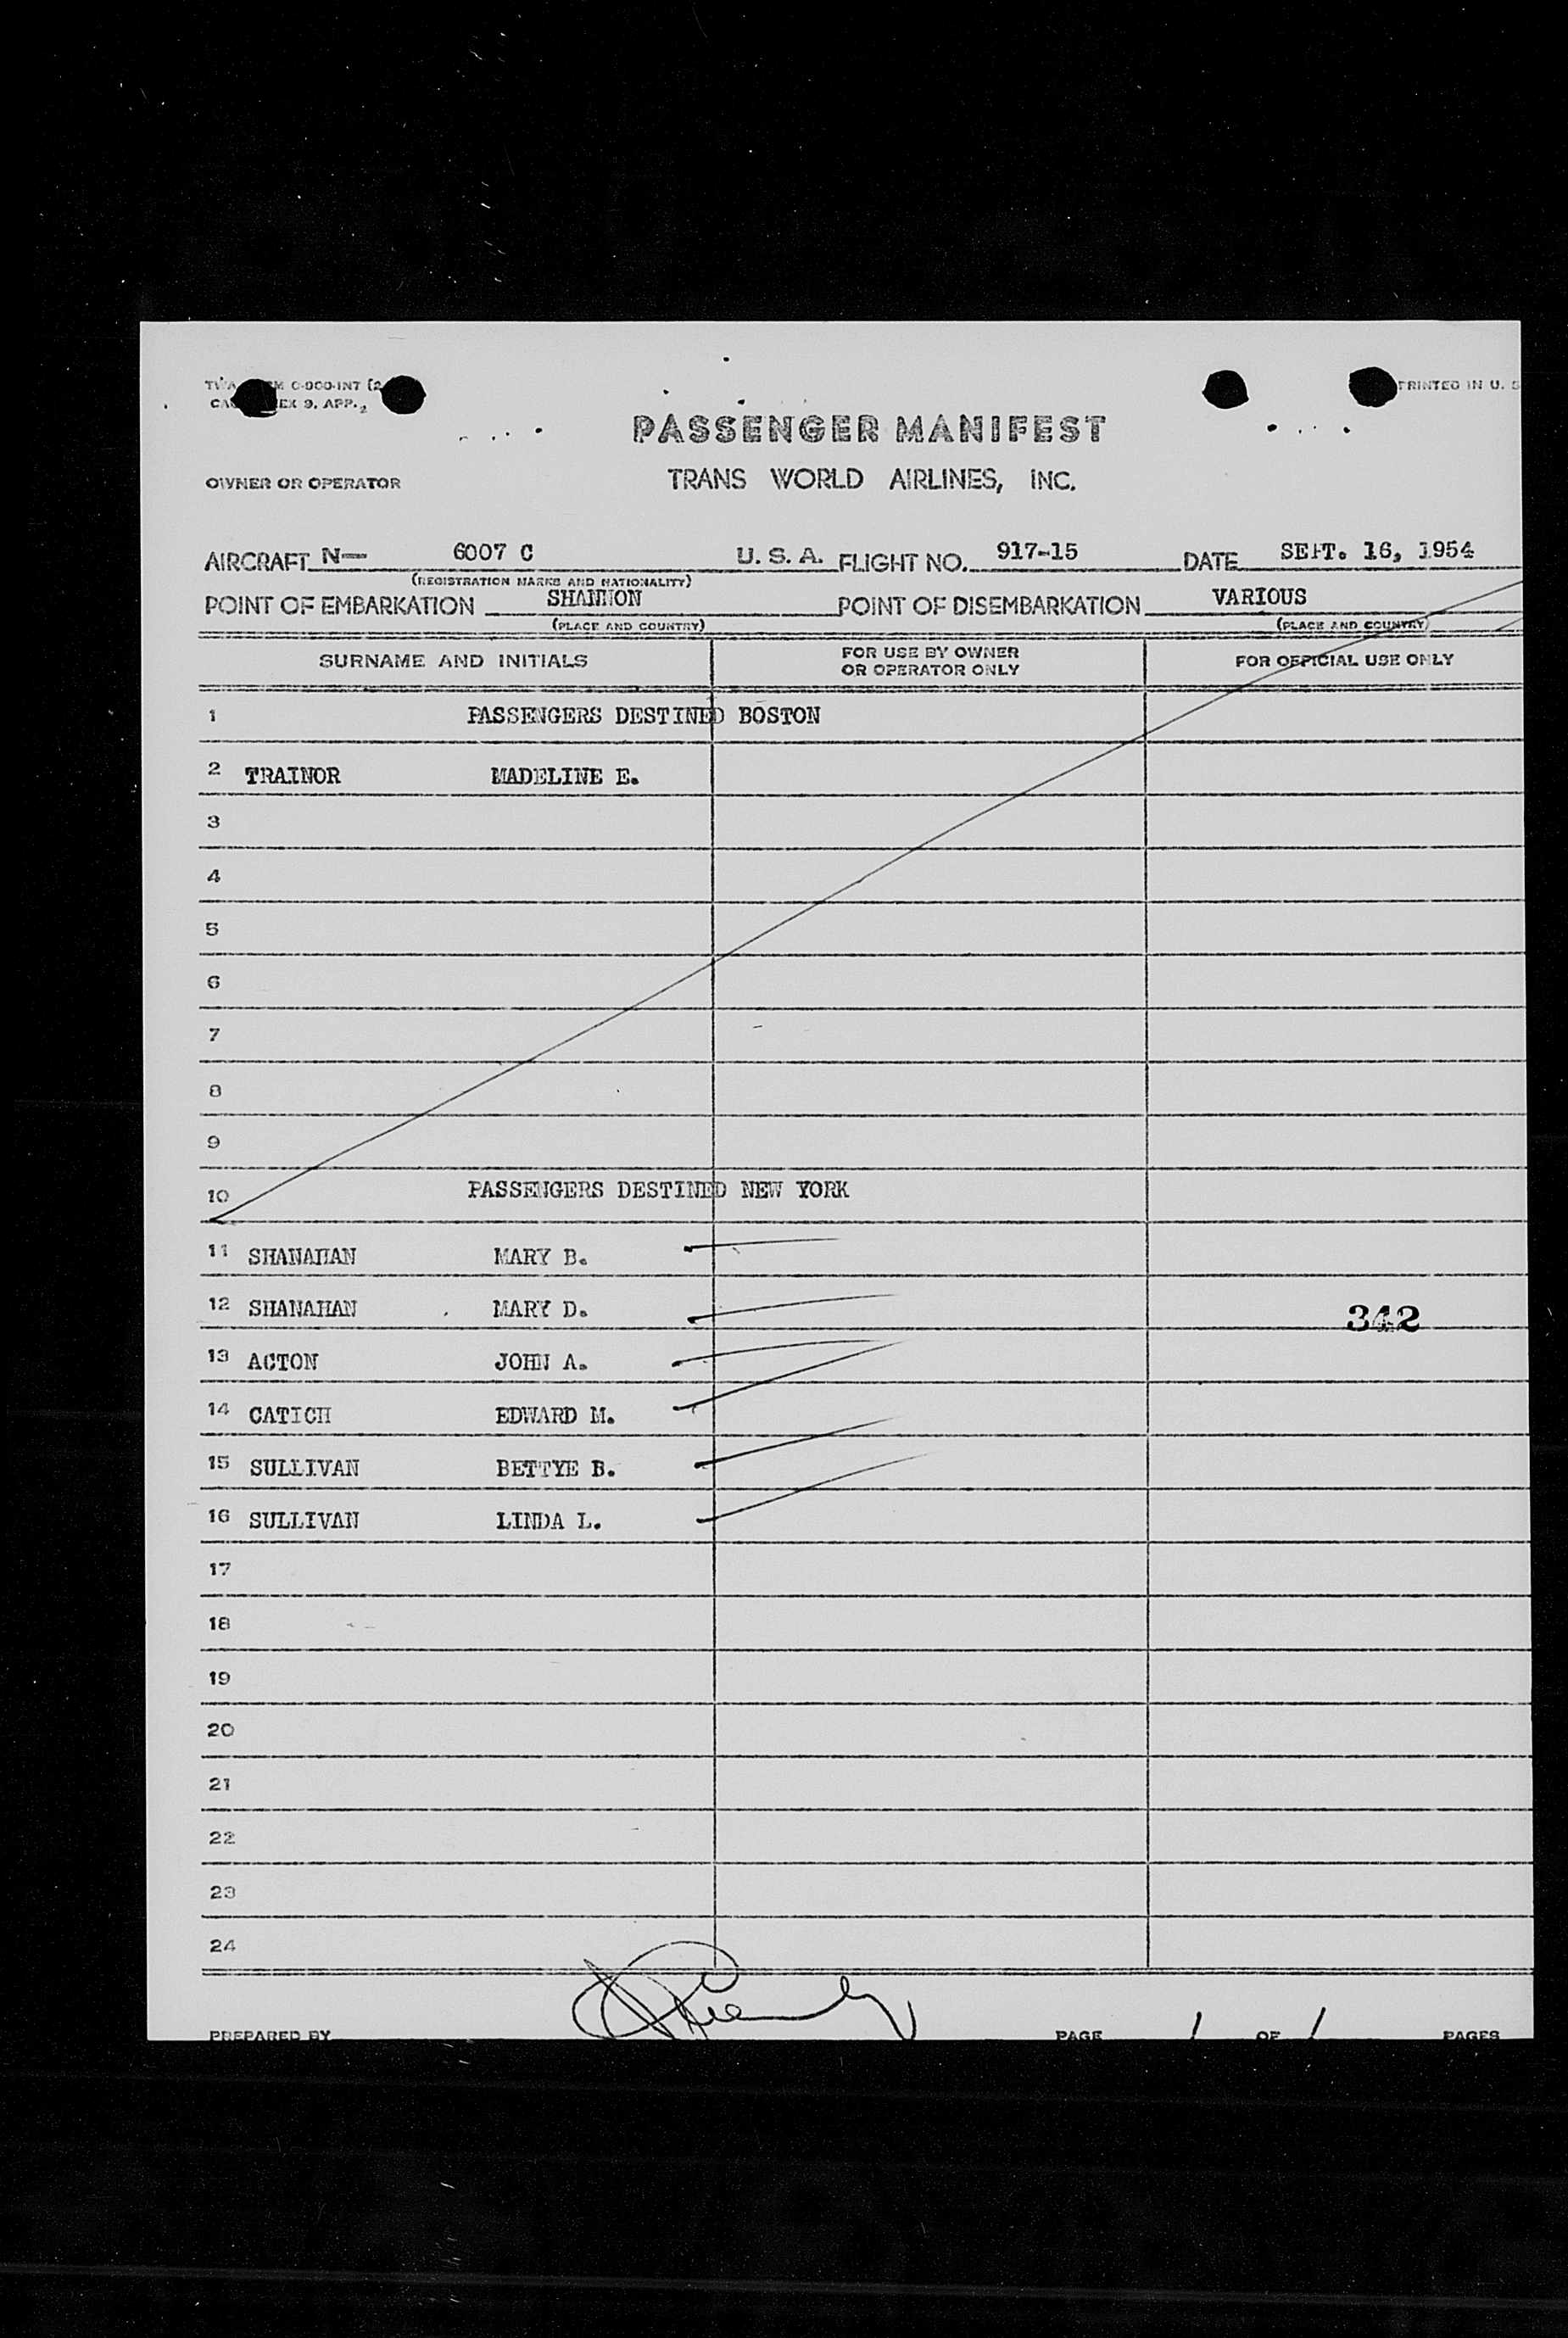 PRINTED IN U. S
PASSENGER MANIFEST
OWNER OR OPERATOR TRANS WORLD AIRLINES, INC.
AIRCRAFT N— 6007 C U. S. A. FLIGHT NO. 917-15 DATE SEPT. 16, 1954
(REGISTRATION MARKS AND NATIONALITY)
POINT OF EMBARKATION SHANNON POINT OF DISEMBARKATION VARIOUS
(PLACE AND COUNTRY) (PLACE AND COUNTRY)
SURNAME AND INITIALS FOR USE BY OWNER OR OPERATOR ONLY FOR OFFICIAL USE ONLY
1 PASSENGERS DESTINED BOSTON
2 TRAINOR MADELINE E.
3
4
5
6
7
8
9
10 PASSENGERS DESTINED NEW YORK
11 SHANAHAN MARY B.
12 SHANAHAN MARY D. 342
13 ACTON JOHN A.
14 CATICH EDWARD M.
15 SULLIVAN BETTYE B.
16 SULLIVAN LINDA L.
17
18
19
20
21
22
23
24
PREPARED BY PAGE 1 OF 1 PAGES